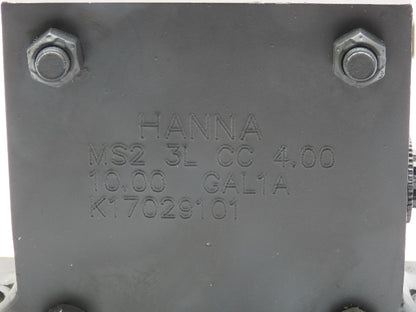 HANNA
MS2 3L CC 4.00
10.00 GAL1A
K17029101